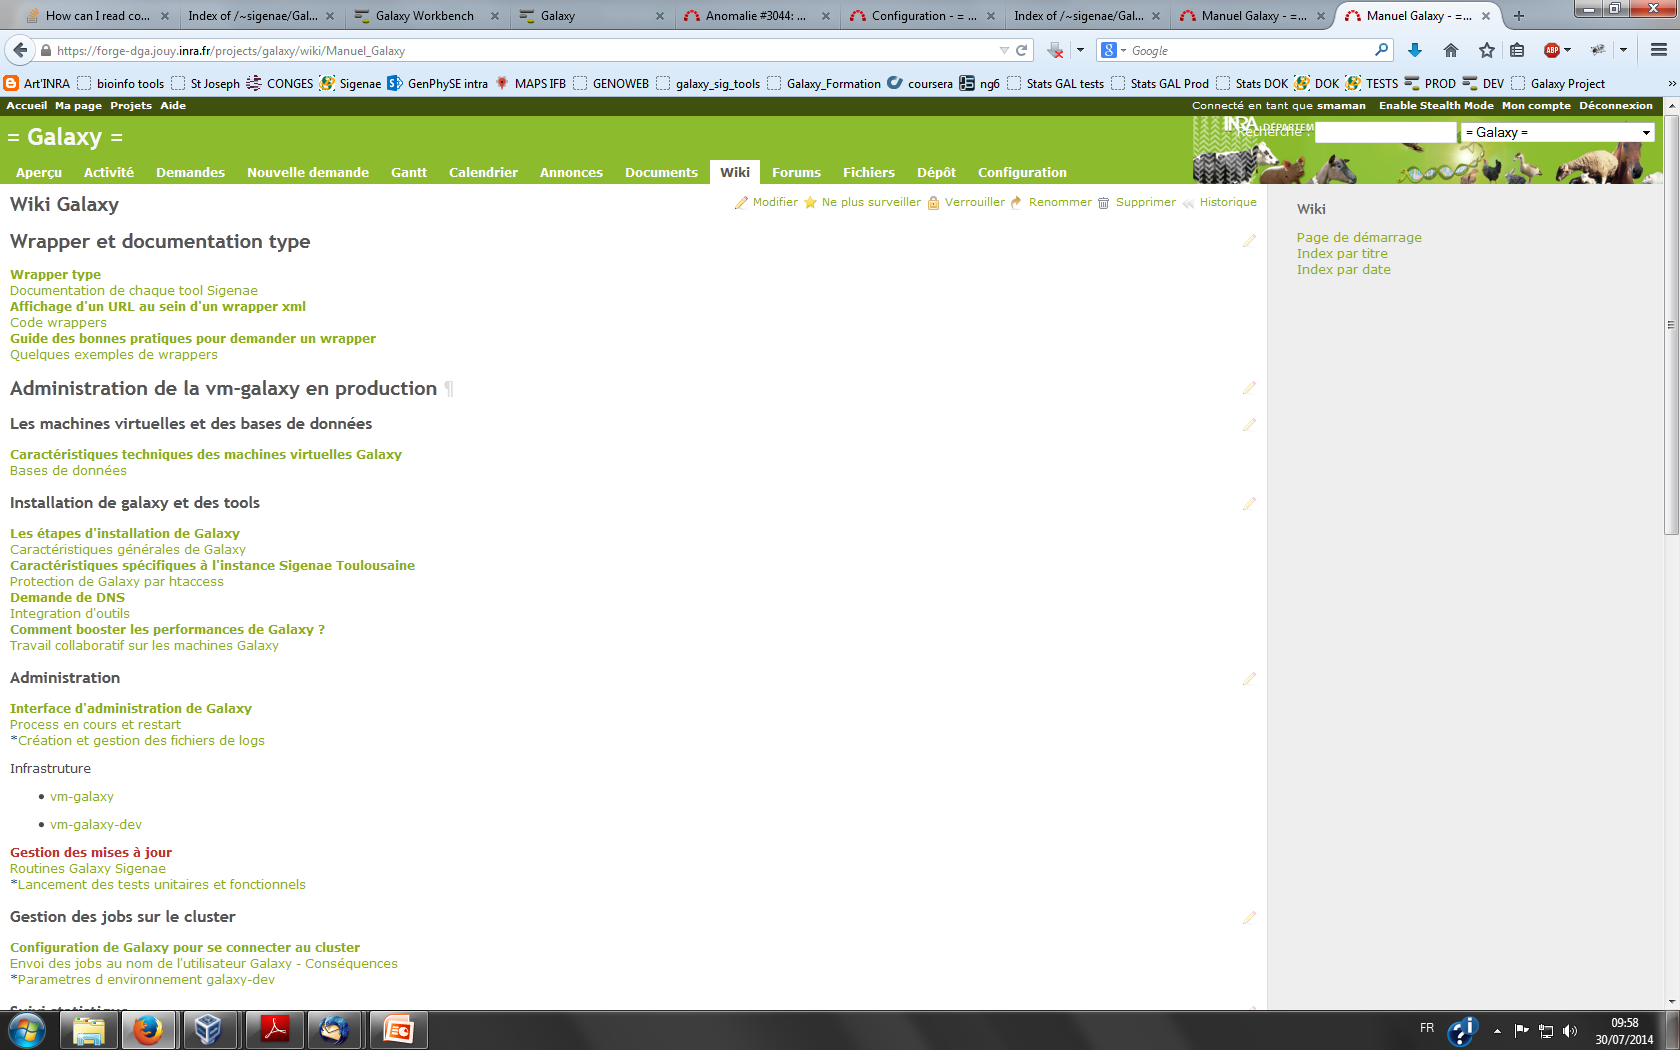 How can I read co... Index of /~sigenae/Gal... Galaxy Workbench Galaxy Anomalie #3044: ... Configuration - = ... Index of /~sigenae/Gal... Manuel Galaxy - =... Manuel Galaxy - =...
https://forge-dga.jouy.inra.fr/projects/galaxy/wiki/Manuel_Galaxy Google
Art'INRA bioinfo tools St Joseph CONGES Sigenae GenPhySE intra MAPS IFB GENOWEB galaxy_sig_tools Galaxy_Formation coursera ng6 Stats GAL tests Stats GAL Prod Stats DOK DOK TESTS PROD DEV Galaxy Project
Accueil Ma page Projets Aide Connecté en tant que smaman Enable Stealth Mode Mon compte Déconnexion
= Galaxy = INRA DÉPARTEM Recherche : = Galaxy =
Aperçu Activité Demandes Nouvelle demande Gantt Calendrier Annonces Documents Wiki Forums Fichiers Dépôt Configuration
Wiki Galaxy Modifier Ne plus surveiller Verrouiller Renommer Supprimer Historique
Wrapper et documentation type
Wrapper type
Documentation de chaque tool Sigenae
Affichage d'un URL au sein d'un wrapper xml
Code wrappers
Guide des bonnes pratiques pour demander un wrapper
Quelques exemples de wrappers
Administration de la vm-galaxy en production ¶
Les machines virtuelles et des bases de données
Caractéristiques techniques des machines virtuelles Galaxy
Bases de données
Installation de galaxy et des tools
Les étapes d'installation de Galaxy
Caractéristiques générales de Galaxy
Caractéristiques spécifiques à l'instance Sigenae Toulousaine
Protection de Galaxy par htaccess
Demande de DNS
Integration d'outils
Comment booster les performances de Galaxy ?
Travail collaboratif sur les machines Galaxy
Administration
Interface d'administration de Galaxy
Process en cours et restart
*Création et gestion des fichiers de logs
Infrastruture
• vm-galaxy
• vm-galaxy-dev
Gestion des mises à jour
Routines Galaxy Sigenae
*Lancement des tests unitaires et fonctionnels
Gestion des jobs sur le cluster
Configuration de Galaxy pour se connecter au cluster
Envoi des jobs au nom de l'utilisateur Galaxy - Conséquences
*Parametres d environnement galaxy-dev
Suivi statistique
Wiki
Page de démarrage
Index par titre
Index par date
FR
09:58
30/07/2014